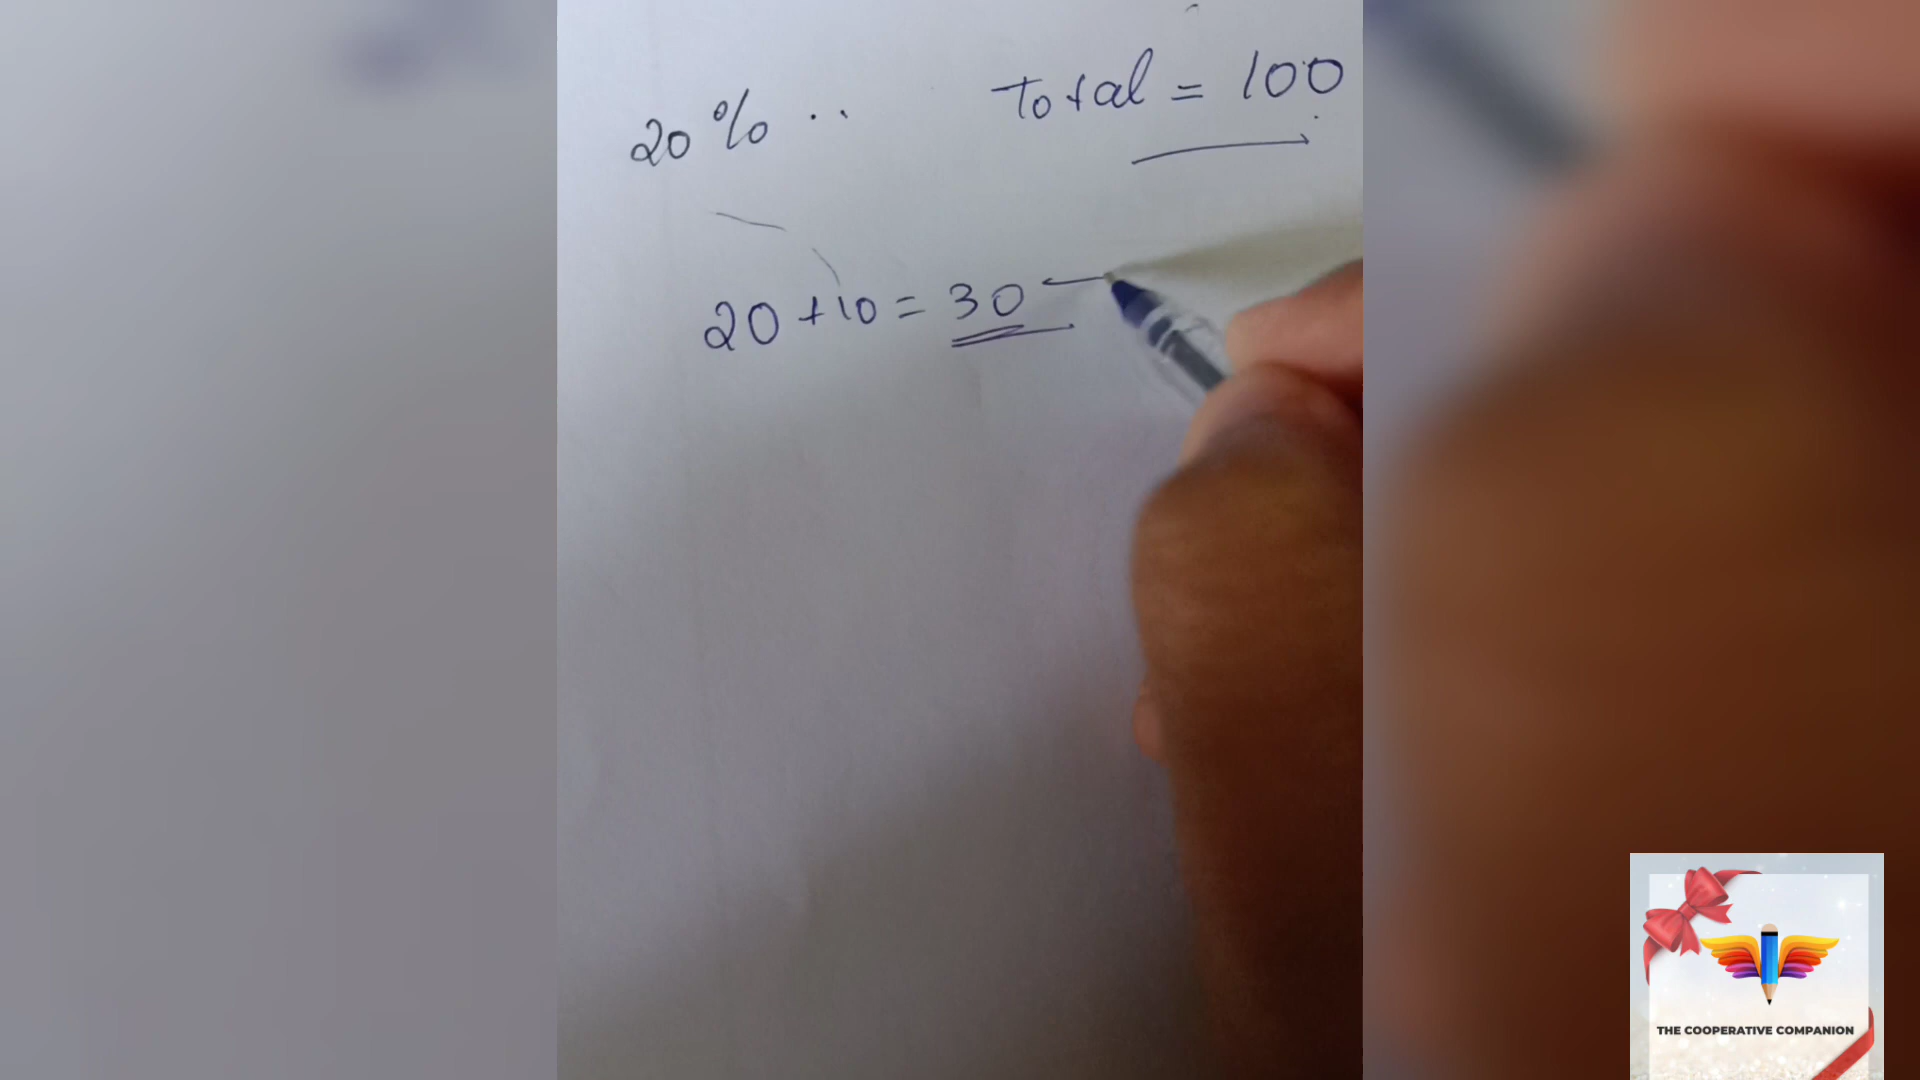 20% .. Total = 100
20 + 10 = 30
THE COOPERATIVE COMPANION